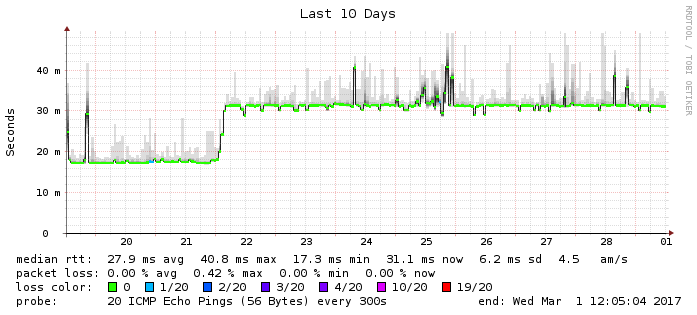 Last 10 Days
RRDTOOL / TOBI OETIKER
Seconds
40 m
30 m
20 m
10 m
0
20 21 22 23 24 25 26 27 28 01
median rtt: 27.9 ms avg 40.8 ms max 17.3 ms min 31.1 ms now 6.2 ms sd 4.5 am/s
packet loss: 0.00 % avg 0.42 % max 0.00 % min 0.00 % now
loss color: 0 1/20 2/20 3/20 4/20 10/20 19/20
probe: 20 ICMP Echo Pings (56 Bytes) every 300s end: Wed Mar 1 12:05:04 2017